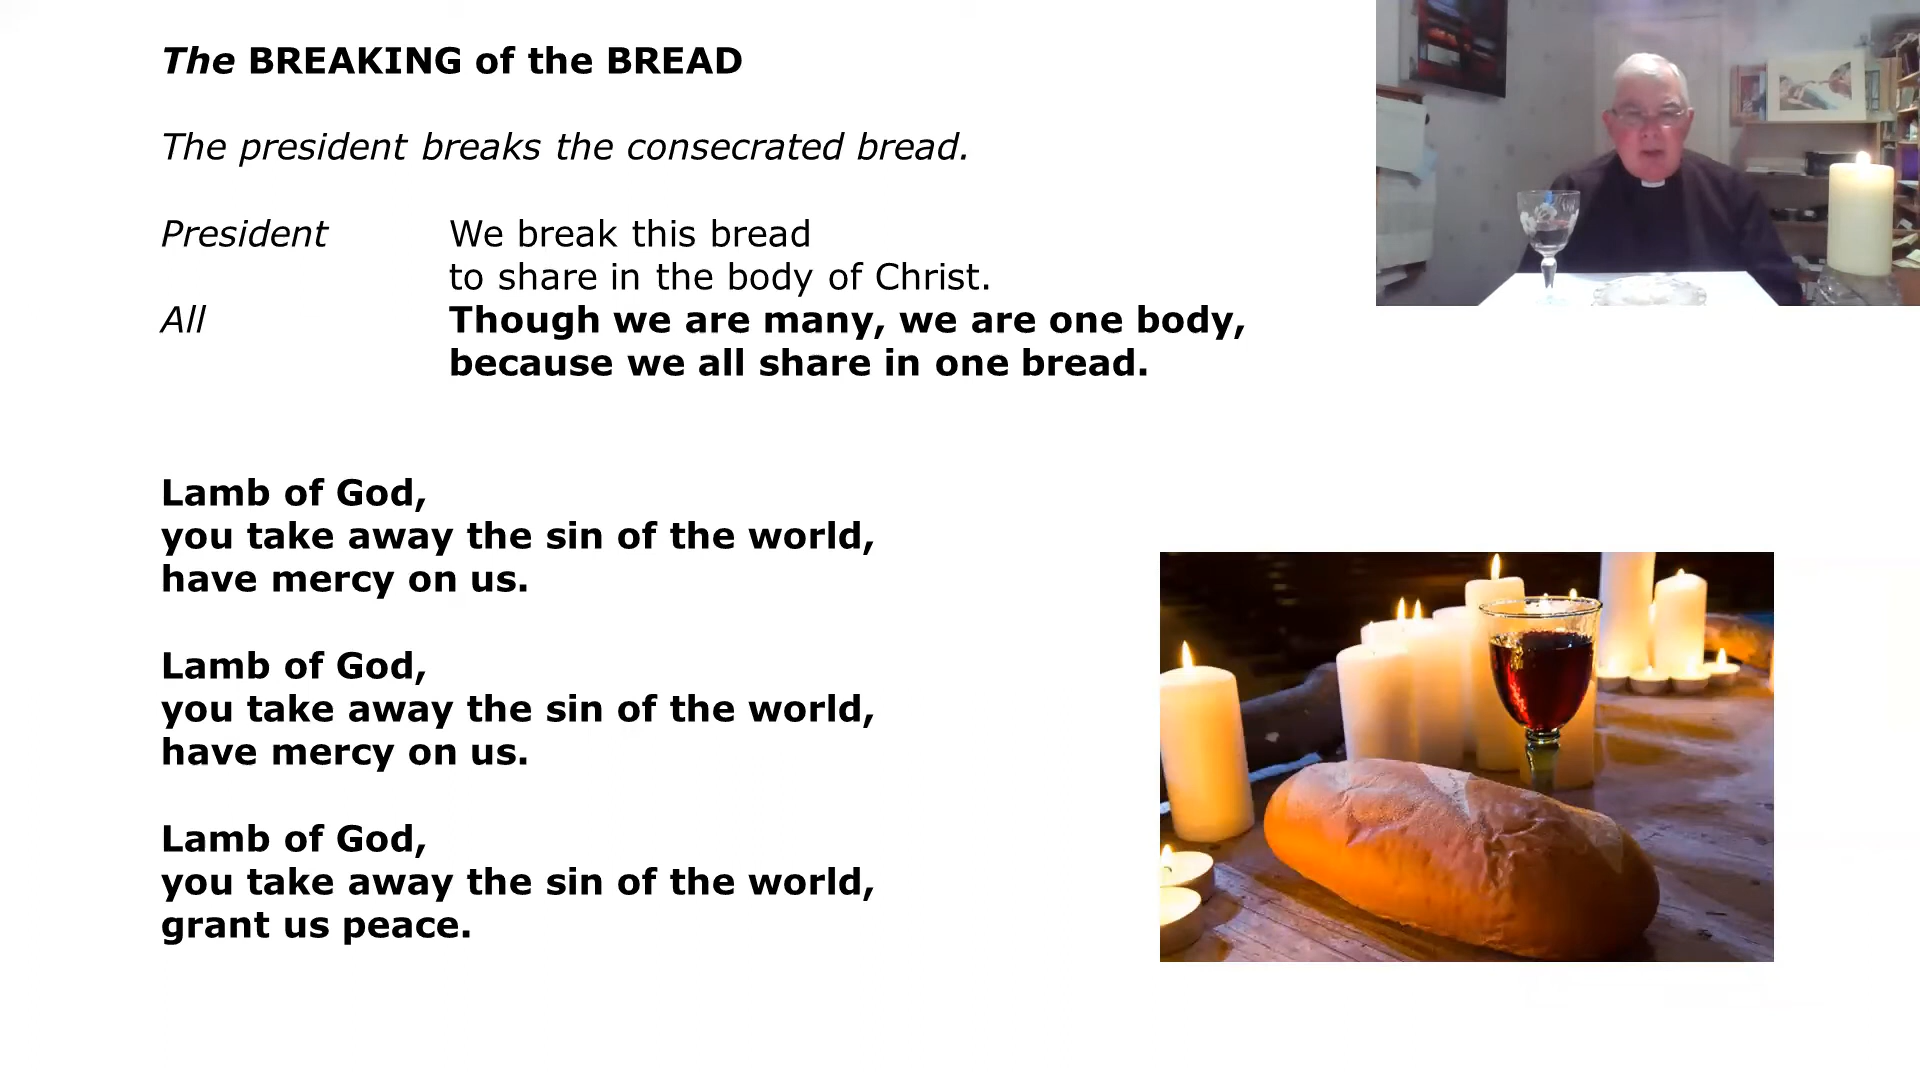 The BREAKING of the BREAD
The president breaks the consecrated bread.
President We break this bread
to share in the body of Christ.
All Though we are many, we are one body,
because we all share in one bread.
Lamb of God,
you take away the sin of the world,
have mercy on us.
Lamb of God,
you take away the sin of the world,
have mercy on us.
Lamb of God,
you take away the sin of the world,
grant us peace.